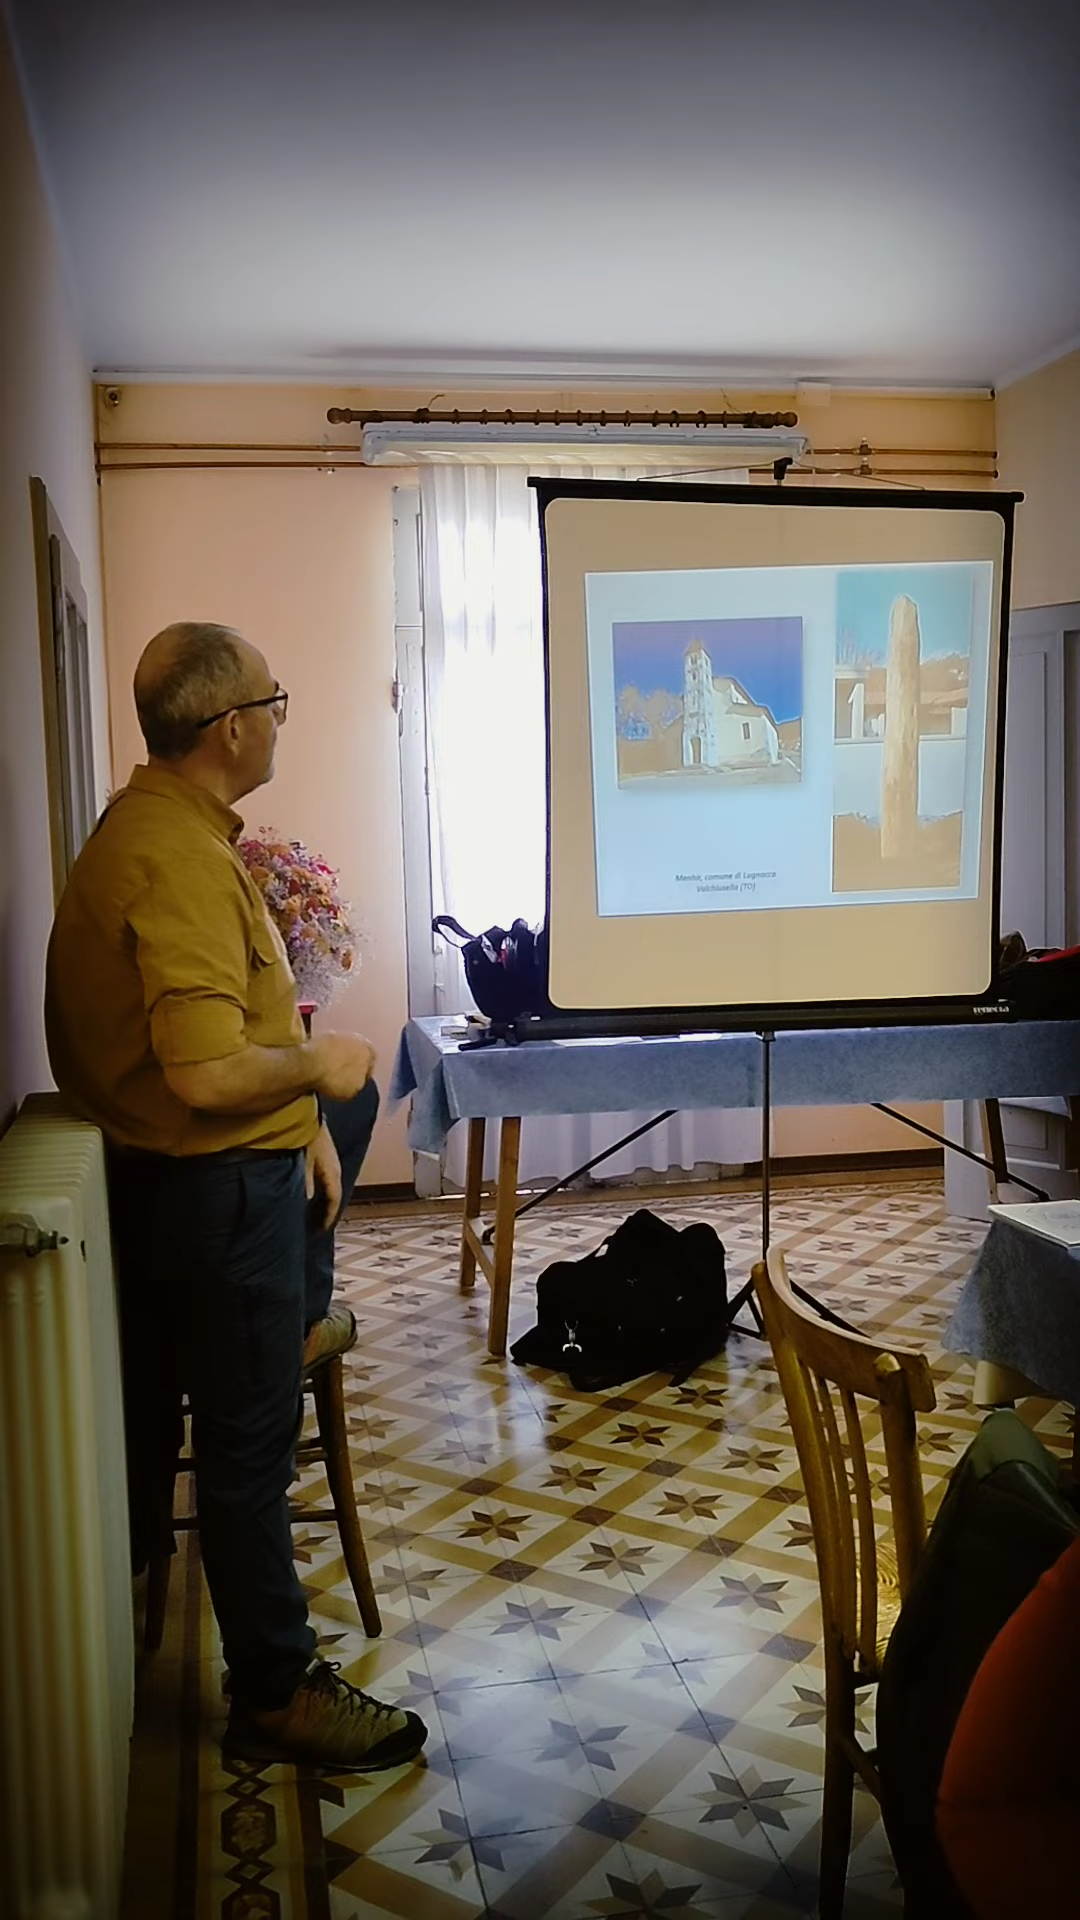 Menhir, comune di Lugnacco
Valchiusella (TO)